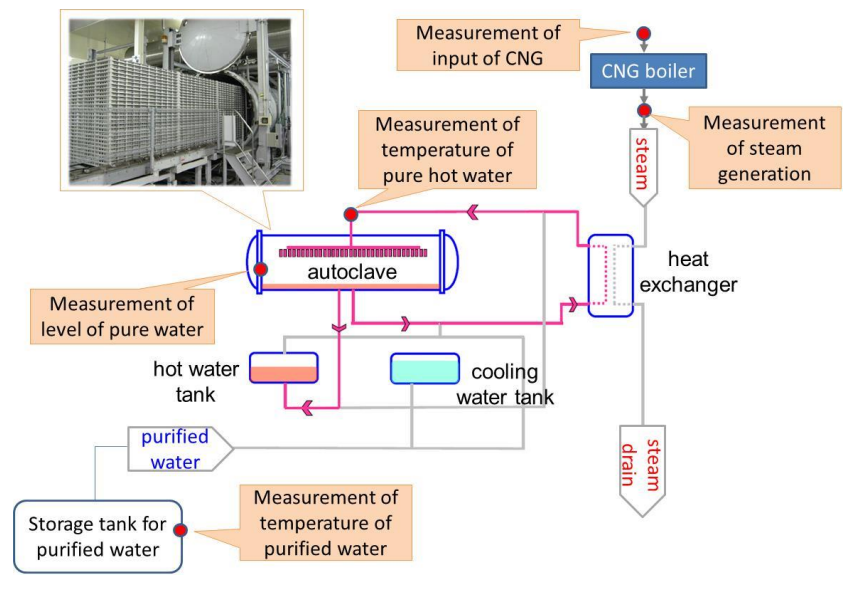 Measurement of
input of CNG
CNG boiler
Measurement of
temperature of
pure hot water
Measurement
of steam
generation
steam
autoclave
heat
exchanger
Measurement of
level of pure water
hot water
tank
cooling
water tank
purified
water
steam
drain
Storage tank for
purified water
Measurement of
temperature of
purified water